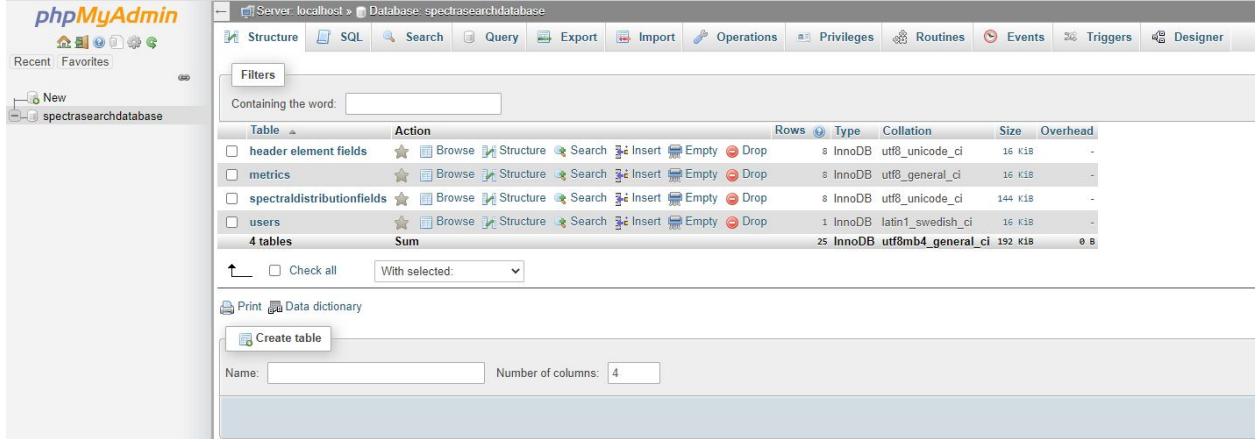 phpMyAdmin
Recent Favorites
New
spectrasearchdatabase
Server: localhost » Database: spectrasearchdatabase
Structure SQL Search Query Export Import Operations Privileges Routines Events Triggers Designer
Filters
Containing the word:
Table Action Rows Type Collation Size Overhead
header element fields Browse Structure Search Insert Empty Drop 8 InnoDB utf8_unicode_ci 16 KiB -
metrics Browse Structure Search Insert Empty Drop 8 InnoDB utf8_general_ci 16 KiB -
spectraldistributionfields Browse Structure Search Insert Empty Drop 8 InnoDB utf8_unicode_ci 144 KiB -
users Browse Structure Search Insert Empty Drop 1 InnoDB latin1_swedish_ci 16 KiB -
4 tables Sum 25 InnoDB utf8mb4_general_ci 192 KiB 0 B
Check all With selected:
Print Data dictionary
Create table
Name: Number of columns: 4